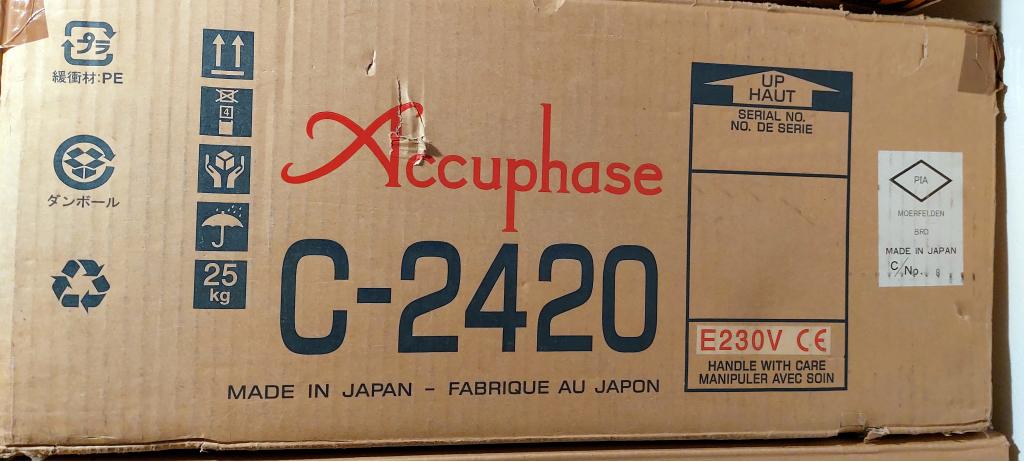 プラ
緩衝材:PE
ダンボール
4
25
kg
Accuphase
C-2420
MADE IN JAPAN - FABRIQUE AU JAPON
UP
HAUT
SERIAL NO.
NO. DE SERIE
E230V CE
HANDLE WITH CARE
MANIPULER AVEC SOIN
PIA
MOERFELDEN
BRD
MADE IN JAPAN
C/No. 8